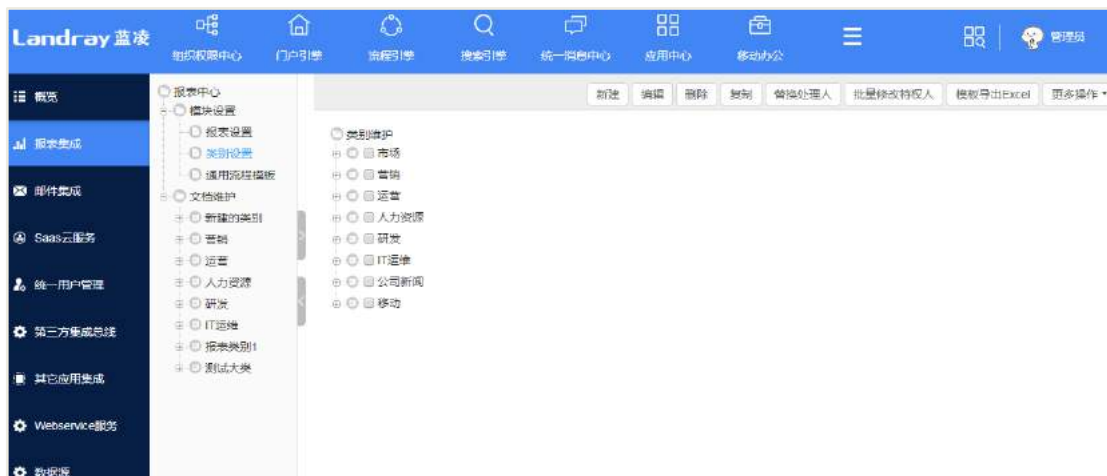 Landray 蓝凌
组织权限中心 门户引擎 流程引擎 搜索引擎 统一消息中心 应用中心 移动办公 管理员
概览
报表集成
邮件集成
Saas云服务
统一用户管理
第三方集成总线
其它应用集成
Webservice服务
数据源
报表中心
模块设置
报表设置
类别设置
通用流程模板
文档维护
新建的类别
营销
运营
人力资源
研发
IT运维
报表类别1
测试大类
新建 编辑 删除 复制 替换处理人 批量修改特权人 模板导出Excel 更多操作
类别维护
市场
营销
运营
人力资源
研发
IT运维
公司新闻
移动